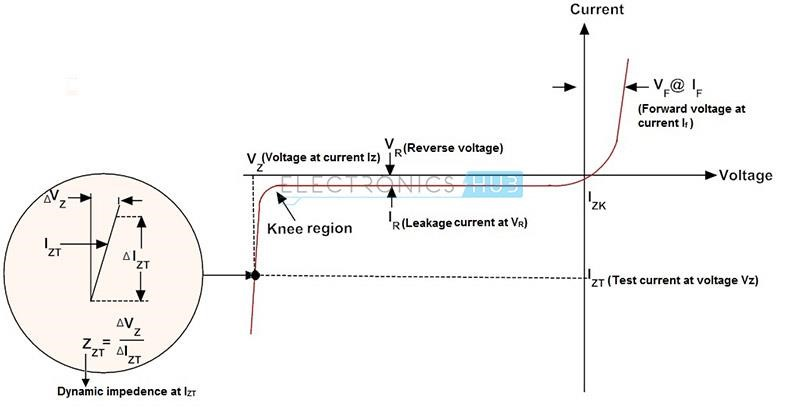 Current
V_F@ I_F
(Forward voltage at
current I_f)
V_Z(Voltage at current Iz)
V_R(Reverse voltage)
Voltage
ELECTRONICS HUB
I_ZK
Knee region
I_R(Leakage current at V_R)
I_ZT(Test current at voltage Vz)
ΔV_Z
I
I_ZT
ΔI_ZT
Z_ZT= ΔV_Z
ΔI_ZT
Dynamic impedence at I_ZT